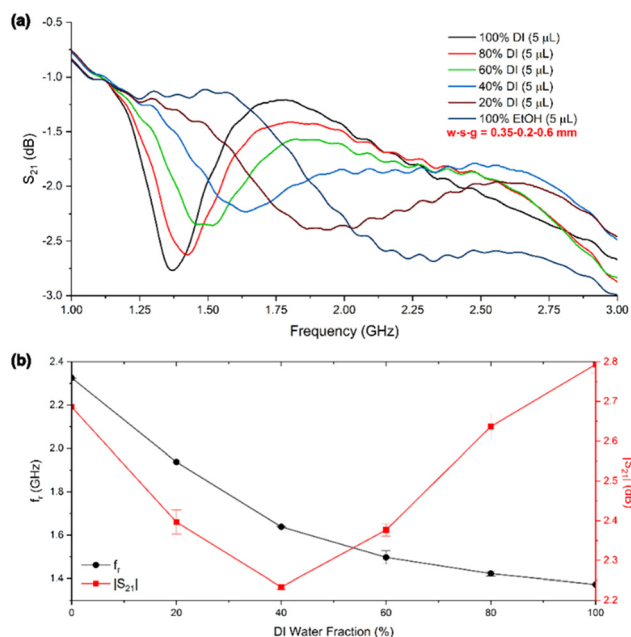 (a)
-0.5
-1.0
-1.5
-2.0
-2.5
-3.0
S21 (dB)
100% DI (5 µL)
80% DI (5 µL)
60% DI (5 µL)
40% DI (5 µL)
20% DI (5 µL)
100% EtOH (5 µL)
w-s-g = 0.35-0.2-0.6 mm
1.00 1.25 1.50 1.75 2.00 2.25 2.50 2.75 3.00
Frequency (GHz)
(b)
2.4
2.2
2.0
1.8
1.6
1.4
fr (GHz)
2.8
2.7
2.6
2.5
2.4
2.3
2.2
|S21| (dB)
fr
|S21|
0 20 40 60 80 100
DI Water Fraction (%)